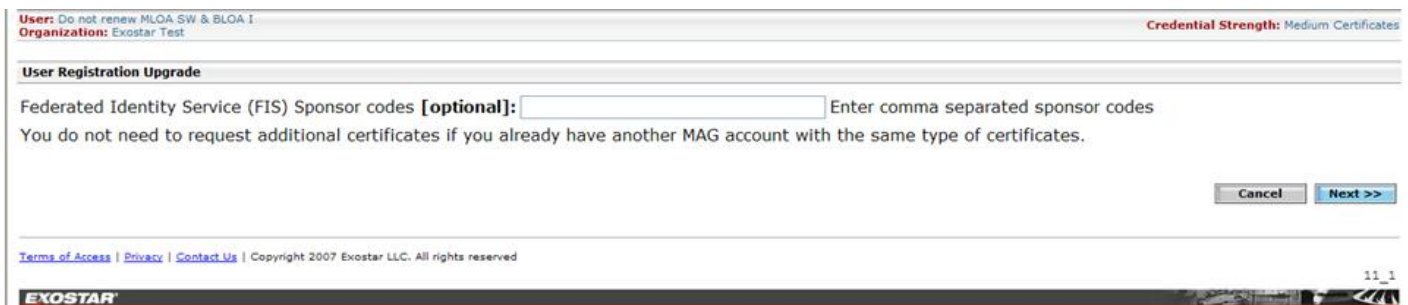 User: Do not renew MLOA SW & BLOA I
Organization: Exostar Test
Credential Strength: Medium Certificates
User Registration Upgrade
Federated Identity Service (FIS) Sponsor codes [optional]: Enter comma separated sponsor codes
You do not need to request additional certificates if you already have another MAG account with the same type of certificates.
Cancel Next >>
Terms of Access | Privacy | Contact Us | Copyright 2007 Exostar LLC. All rights reserved
11_1
EXOSTAR